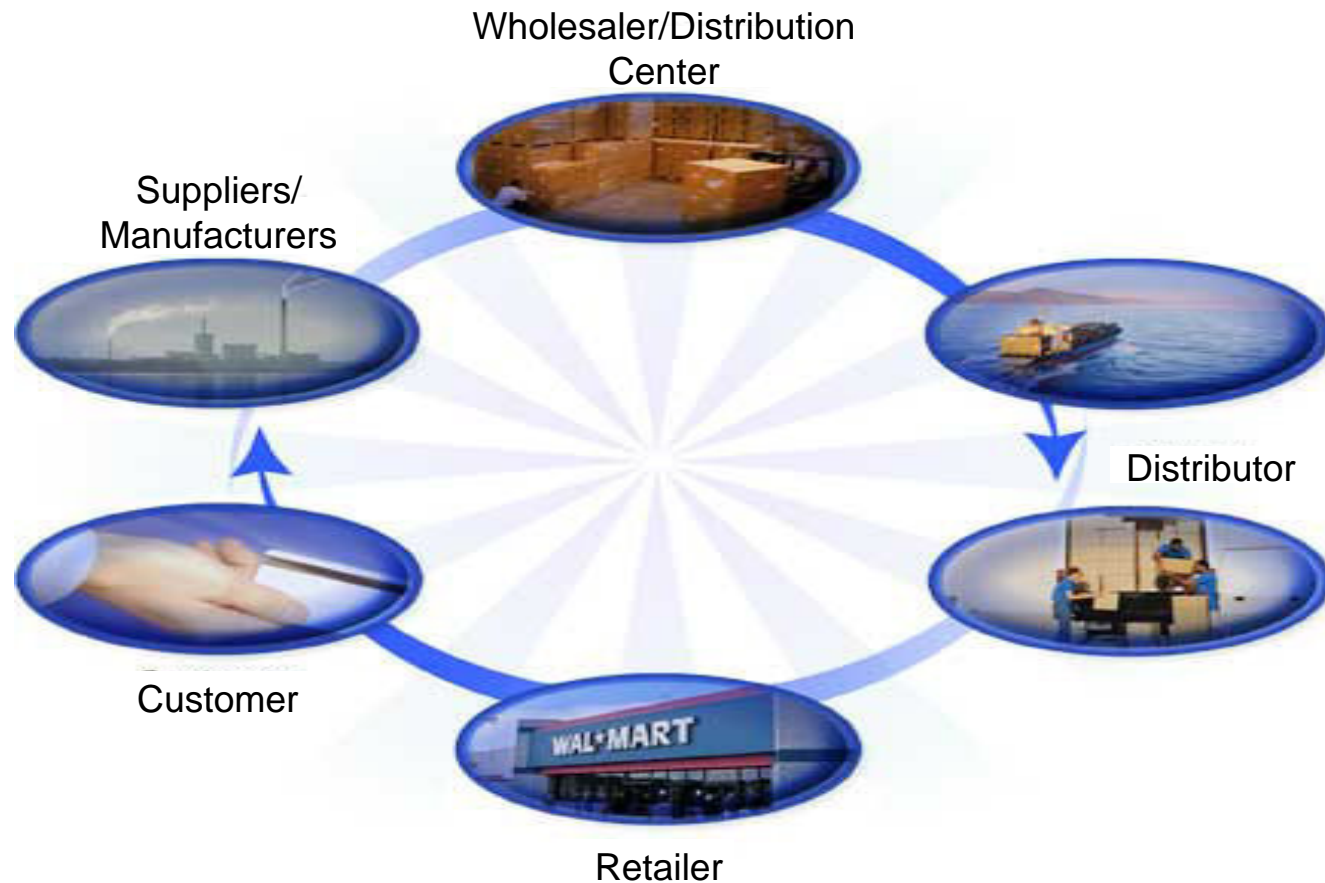 Wholesaler/Distribution
Center
Suppliers/
Manufacturers
Distributor
Customer
WAL*MART
Retailer